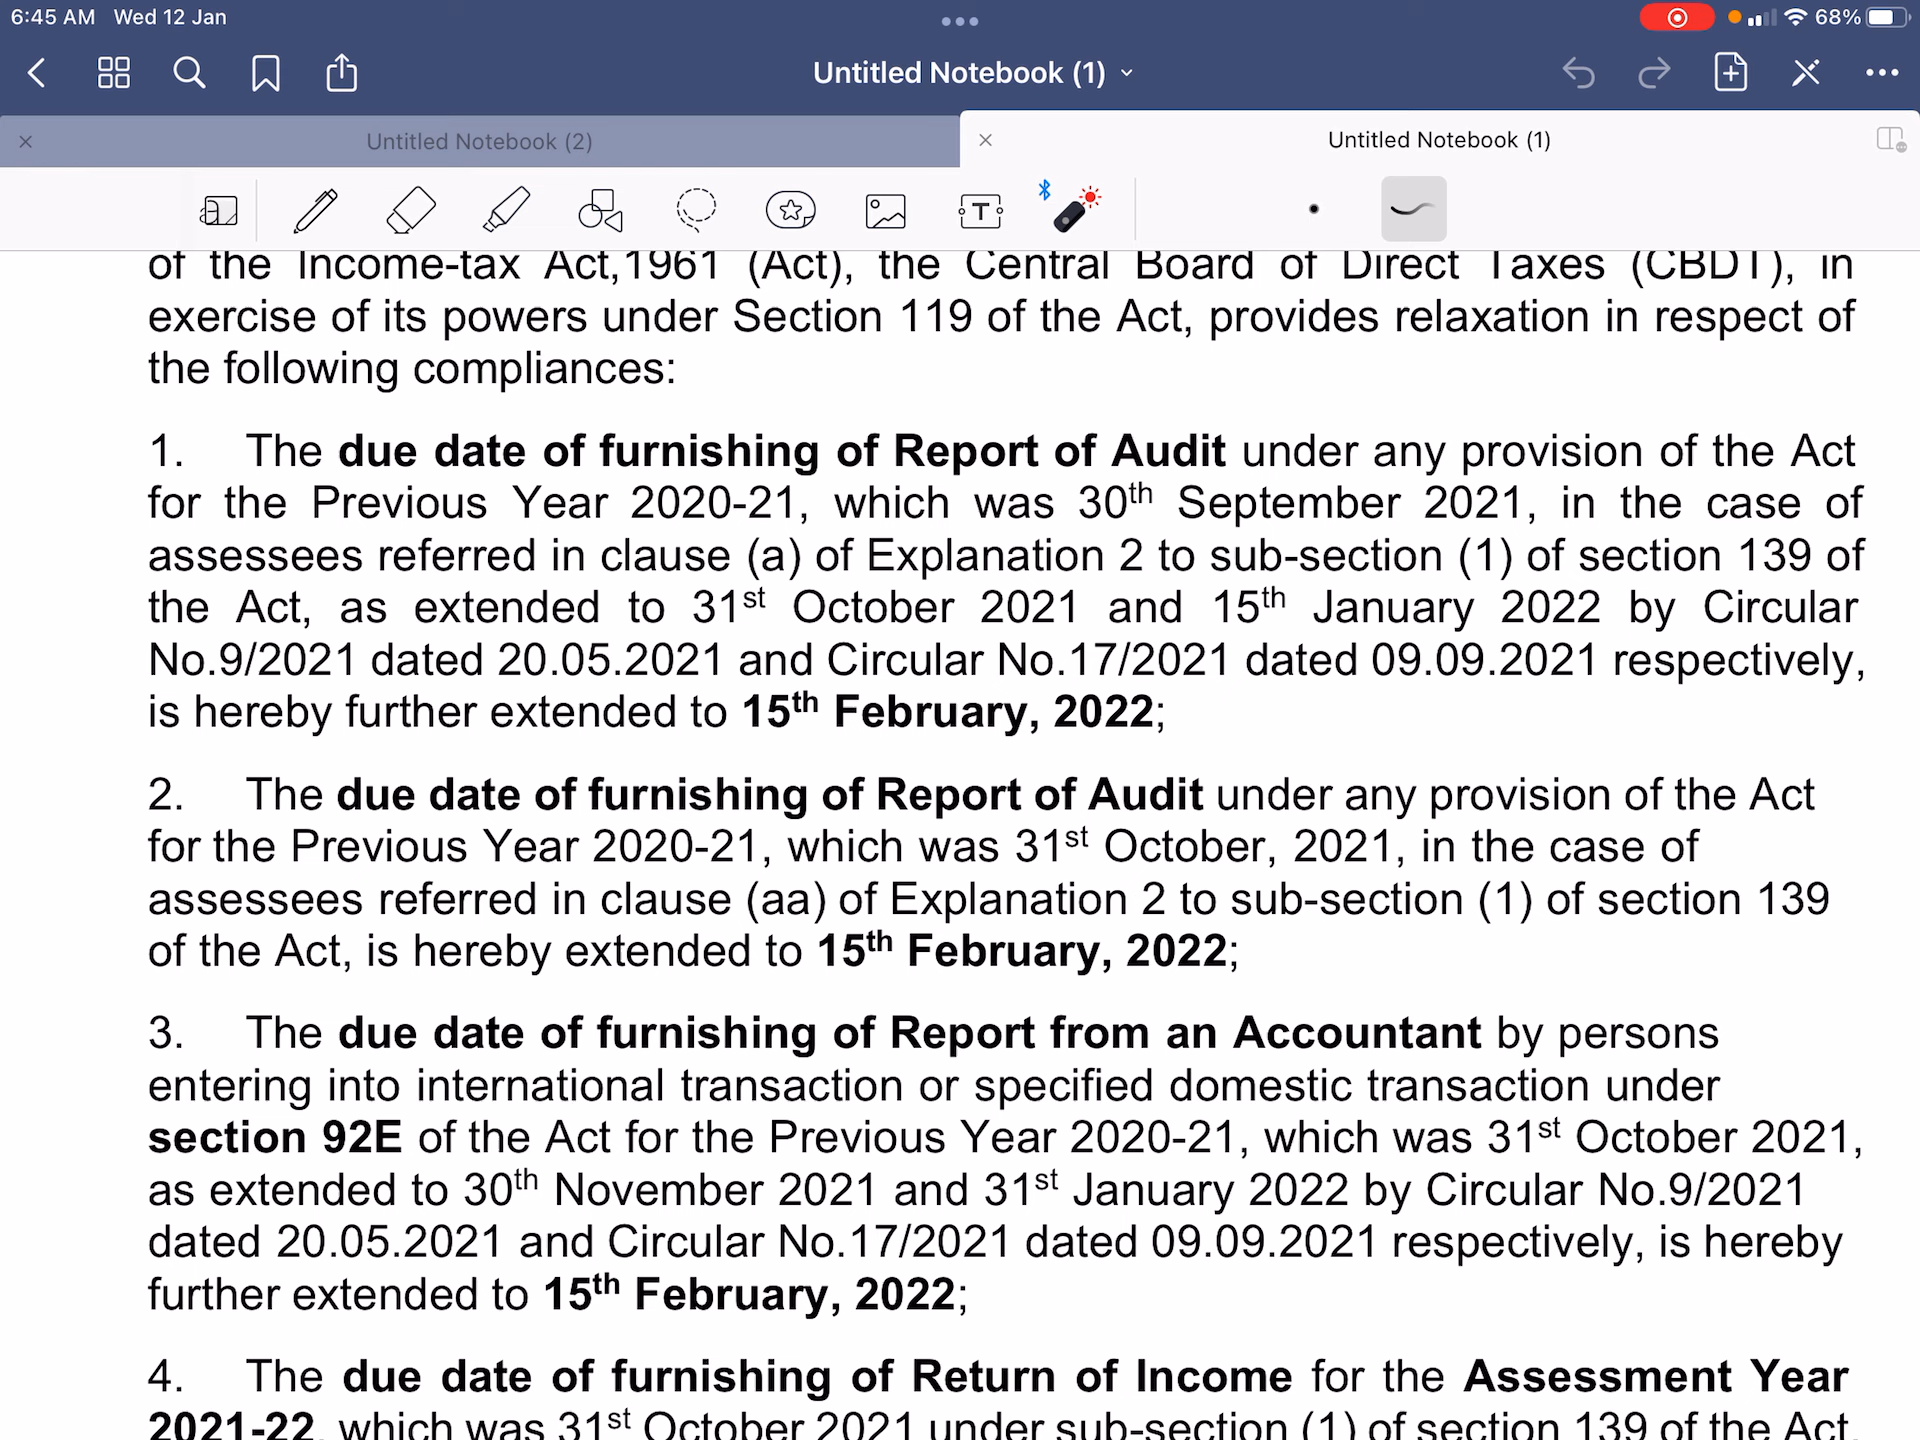 6:45 AM Wed 12 Jan
68%
Untitled Notebook (1)
Untitled Notebook (2)
Untitled Notebook (1)
of the Income-tax Act,1961 (Act), the Central Board of Direct Taxes (CBDT), in
exercise of its powers under Section 119 of the Act, provides relaxation in respect of
the following compliances:
1. The due date of furnishing of Report of Audit under any provision of the Act
for the Previous Year 2020-21, which was 30th September 2021, in the case of
assessees referred in clause (a) of Explanation 2 to sub-section (1) of section 139 of
the Act, as extended to 31st October 2021 and 15th January 2022 by Circular
No.9/2021 dated 20.05.2021 and Circular No.17/2021 dated 09.09.2021 respectively,
is hereby further extended to 15th February, 2022;
2. The due date of furnishing of Report of Audit under any provision of the Act
for the Previous Year 2020-21, which was 31st October, 2021, in the case of
assessees referred in clause (aa) of Explanation 2 to sub-section (1) of section 139
of the Act, is hereby extended to 15th February, 2022;
3. The due date of furnishing of Report from an Accountant by persons
entering into international transaction or specified domestic transaction under
section 92E of the Act for the Previous Year 2020-21, which was 31st October 2021,
as extended to 30th November 2021 and 31st January 2022 by Circular No.9/2021
dated 20.05.2021 and Circular No.17/2021 dated 09.09.2021 respectively, is hereby
further extended to 15th February, 2022;
4. The due date of furnishing of Return of Income for the Assessment Year
2021-22, which was 31st October 2021 under sub-section (1) of section 139 of the Act,